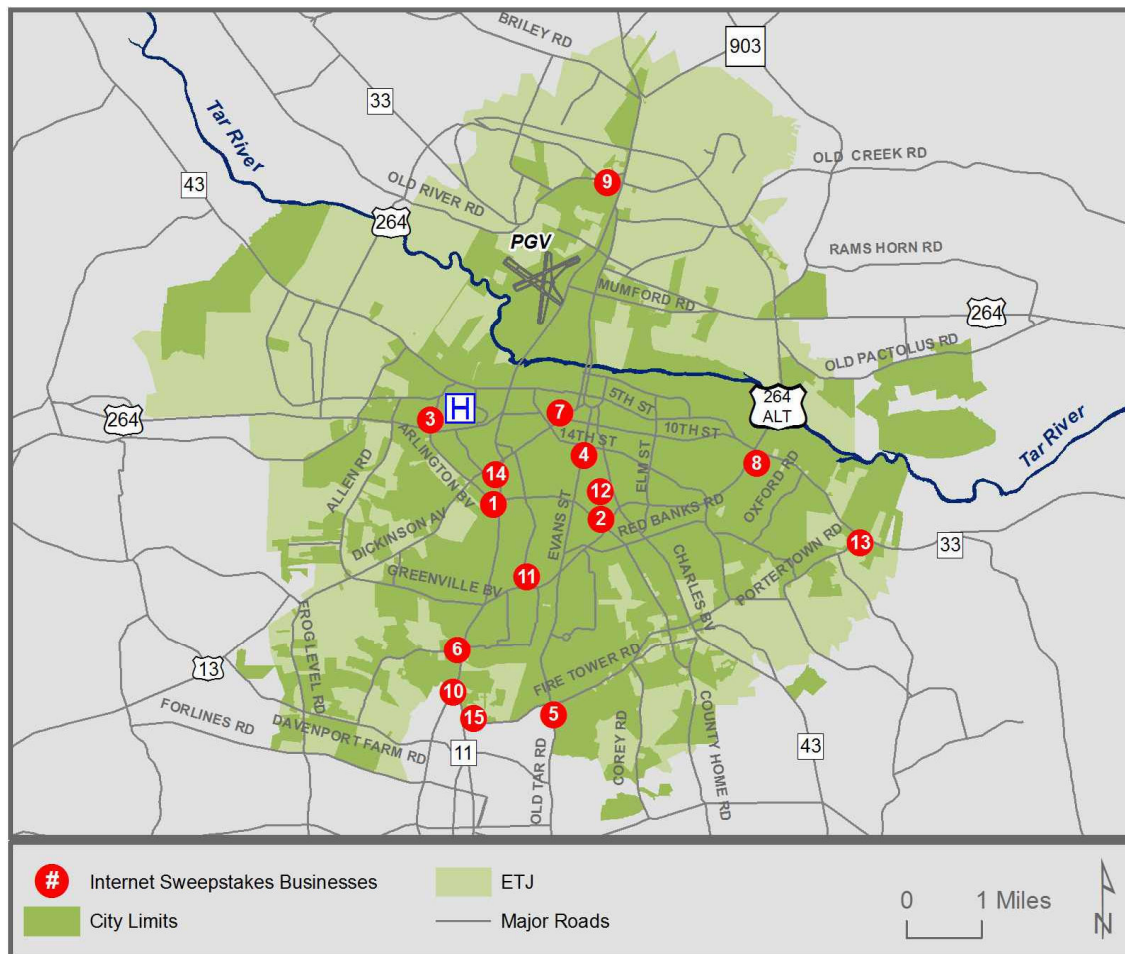 BRILEY RD
903
33
Tar River
43
OLD CREEK RD
9
OLD RIVER RD
264
PGV
RAMS HORN RD
MUMFORD RD
264
OLD PACTOLUS RD
264
ALT
264
3
H
7
5TH ST
10TH ST
14TH ST
4
8
Tar River
ALLEN RD
ARLINGTON BV
14
ELM ST
OXFORD RD
12
1
EVANS ST
2
RED BANKS RD
DICKINSON AV
13
33
PORTERTOWN RD
CHARLES BV
GREENVILLE BV
11
FROGLEVEL RD
6
13
FIRE TOWER RD
10
FORLINES RD
DAVENPORT FARM RD
15
5
COREY RD
COUNTY HOME RD
11
OLD TAR RD
43
# Internet Sweepstakes Businesses
ETJ
City Limits
Major Roads
0 1 Miles
N